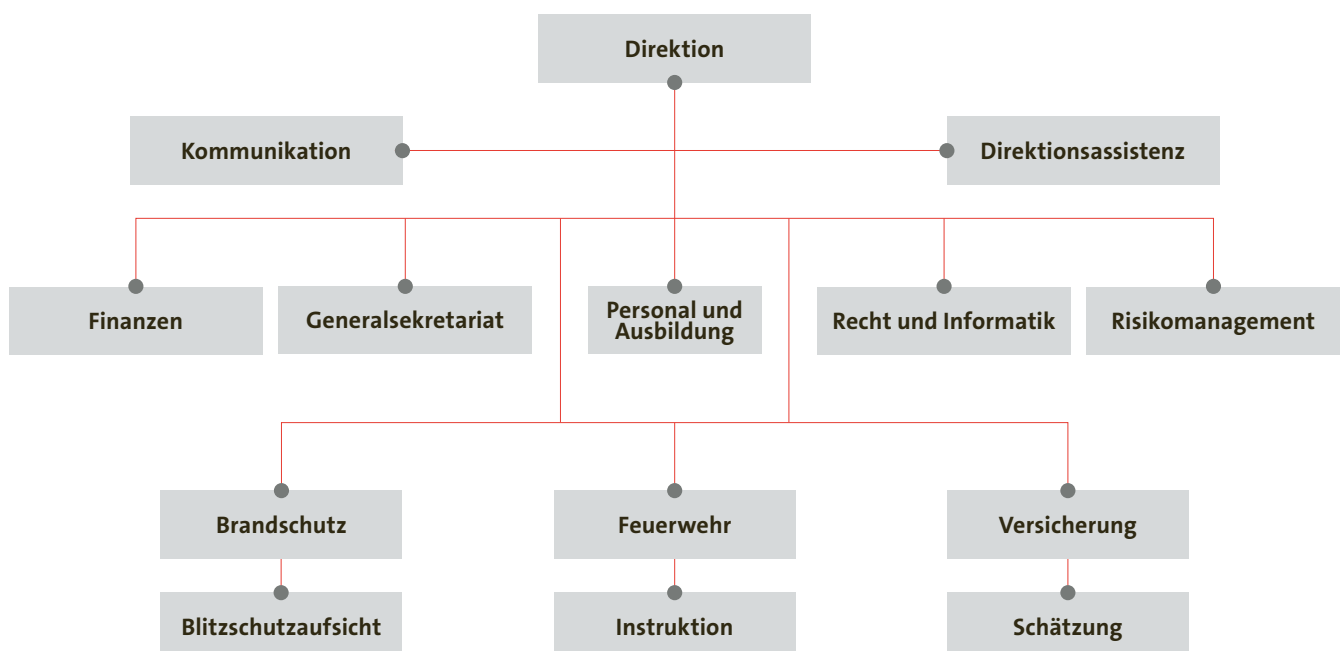 Direktion
Kommunikation
Direktionsassistenz
Finanzen
Generalsekretariat
Personal und
Ausbildung
Recht und Informatik
Risikomanagement
Brandschutz
Feuerwehr
Versicherung
Blitzschutzaufsicht
Instruktion
Schätzung